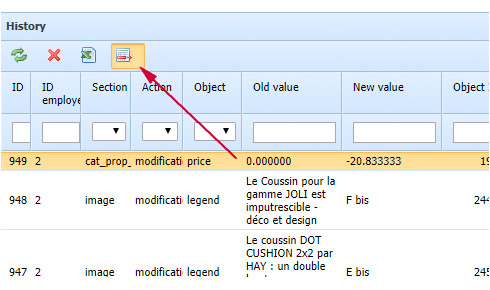 History
ID ID employe Section Action Object Old value New value Object
949 2 cat_prop_ modificati price 0.000000 -20.833333 19
948 2 image modificati legend Le Coussin pour la gamme JOLI est imputrescible - déco et design F bis 244
947 2 image modificati legend Le coussin DOT CUSHION 2x2 par HAY : un double E bis 245